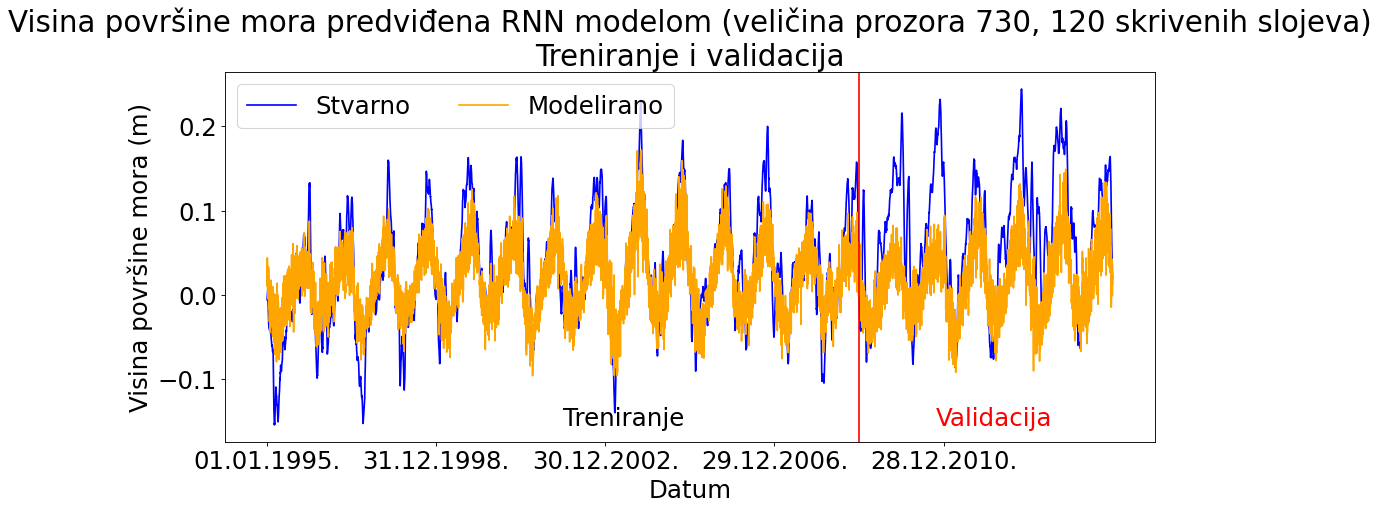 Visina površine mora predviđena RNN modelom (veličina prozora 730, 120 skrivenih slojeva)
Treniranje i validacija
Stvarno
Modelirano
Visina površine mora (m)
0.2
0.1
0.0
−0.1
Treniranje
Validacija
01.01.1995.
31.12.1998.
30.12.2002.
29.12.2006.
28.12.2010.
Datum